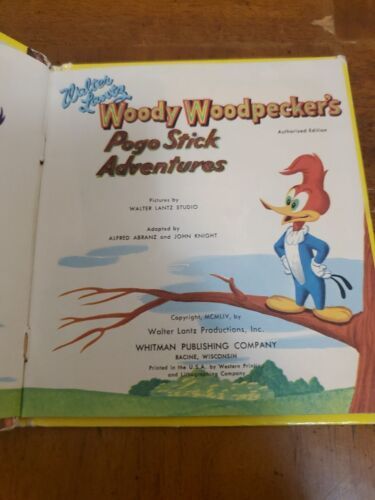 Walter
Lantz
Woody Woodpecker's
Authorized Edition
Pogo Stick
Adventures
Pictures by
WALTER LANTZ STUDIO
Adapted by
ALFRED ABRANZ and JOHN KNIGHT
Copyright, MCMLIV, by
Walter Lantz Productions, Inc.
WHITMAN PUBLISHING COMPANY
RACINE, WISCONSIN
Printed in the U.S.A. by Western Printing
and Lithographing Company